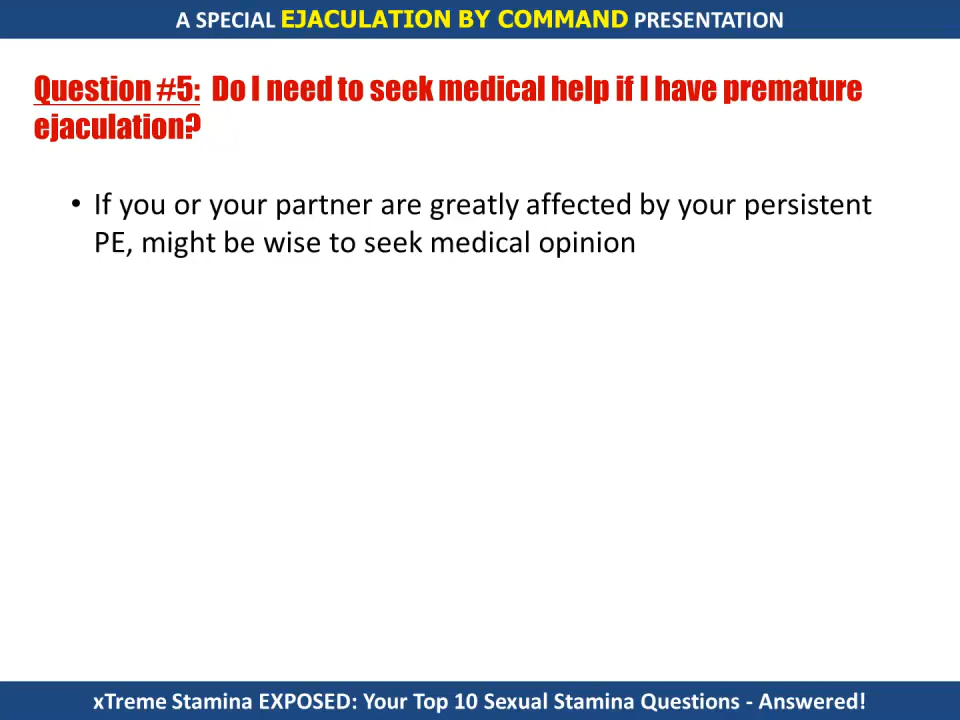 A SPECIAL EJACULATION BY COMMAND PRESENTATION
Question #5: Do I need to seek medical help if I have premature
ejaculation?
• If you or your partner are greatly affected by your persistent
PE, might be wise to seek medical opinion
xTreme Stamina EXPOSED: Your Top 10 Sexual Stamina Questions - Answered!